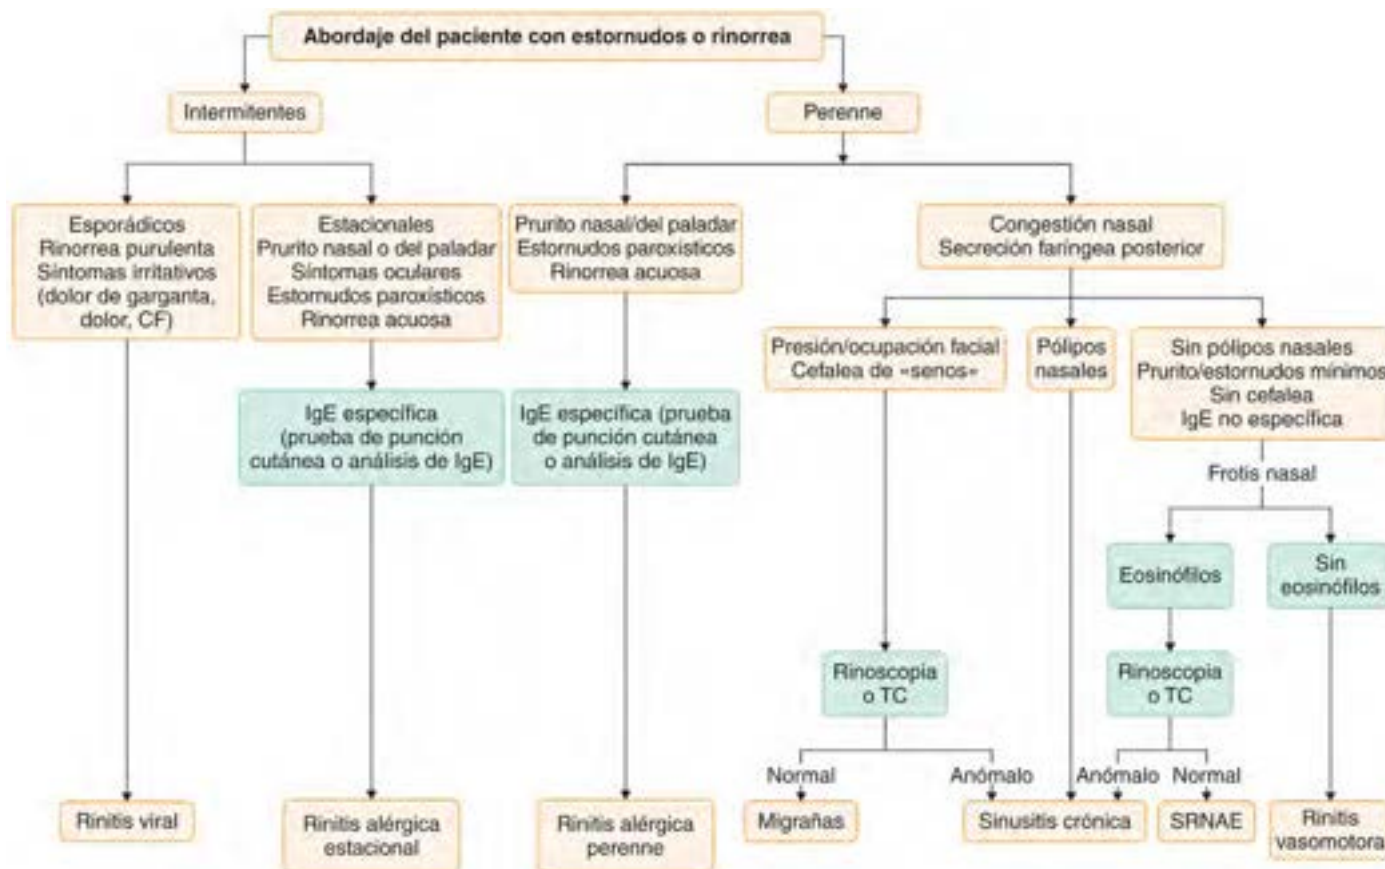 Abordaje del paciente con estornudos o rinorrea
Intermitentes
Perenne
Esporádicos
Rinorrea purulenta
Síntomas irritativos
(dolor de garganta,
dolor, CF)
Estacionales
Prurito nasal o del paladar
Síntomas oculares
Estornudos paroxísticos
Rinorrea acuosa
Prurito nasal/del paladar
Estornudos paroxísticos
Rinorrea acuosa
Congestión nasal
Secreción faríngea posterior
Presión/ocupación facial
Cefalea de «senos»
Pólipos
nasales
Sin pólipos nasales
Prurito/estornudos mínimos
Sin cefalea
IgE no específica
IgE específica
(prueba de punción
cutánea o análisis de IgE)
IgE específica (prueba
de punción cutánea
o análisis de IgE)
Frotis nasal
Eosinófilos
Sin
eosinófilos
Rinoscopia
o TC
Rinoscopia
o TC
Normal
Anómalo
Anómalo
Normal
Rinitis viral
Rinitis alérgica
estacional
Rinitis alérgica
perenne
Migrañas
Sinusitis crónica
SRNAE
Rinitis
vasomotora